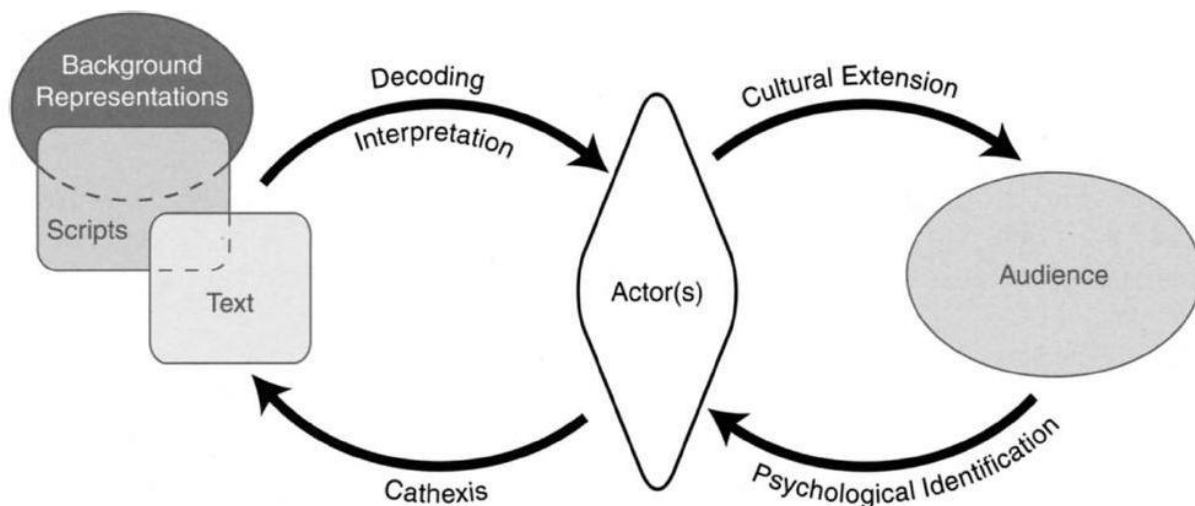 Background
Representations
Scripts
Text
Decoding
Interpretation
Cathexis
Actor(s)
Cultural Extension
Audience
Psychological Identification